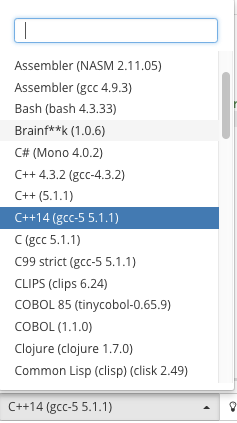 Assembler (NASM 2.11.05)
Assembler (gcc 4.9.3)
Bash (bash 4.3.33)
Brainf**k (1.0.6)
C# (Mono 4.0.2)
C++ 4.3.2 (gcc-4.3.2)
C++ (5.1.1)
C++14 (gcc-5 5.1.1)
C (gcc 5.1.1)
C99 strict (gcc-5 5.1.1)
CLIPS (clips 6.24)
COBOL 85 (tinycobol-0.65.9)
COBOL (1.1.0)
Clojure (clojure 1.7.0)
Common Lisp (clisp) (clisk 2.49)
C++14 (gcc-5 5.1.1)